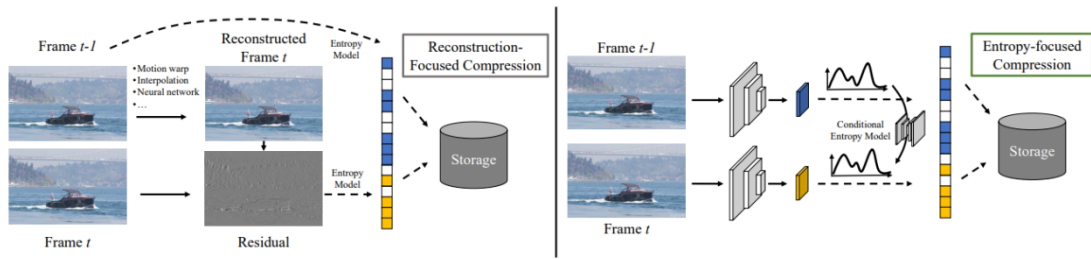 Frame t-1
Reconstructed
Frame t
Entropy
Model
Reconstruction-
Focused Compression
•Motion warp
•Interpolation
•Neural network
•…
Storage
Entropy
Model
Frame t
Residual
Frame t-1
Entropy-focused
Compression
Conditional
Entropy Model
Storage
Frame t